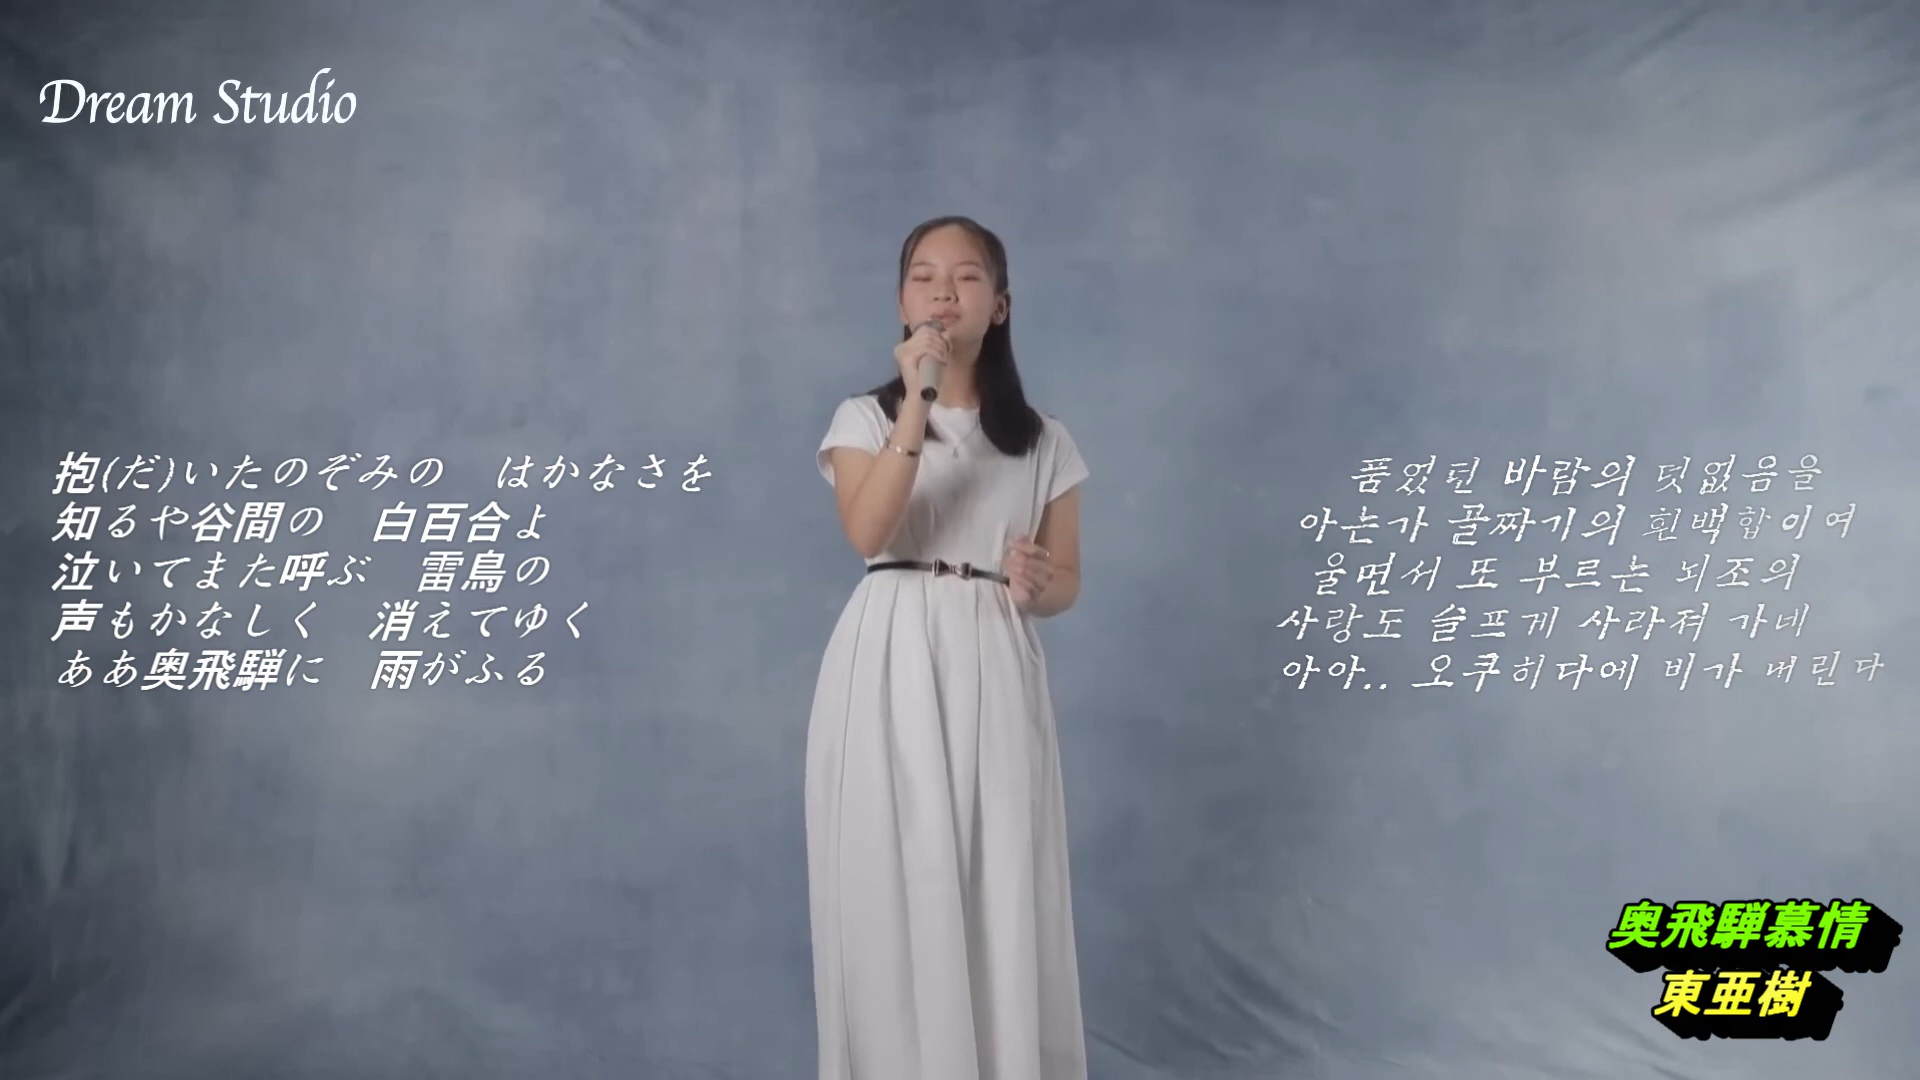 Dream Studio
抱(だ)いたのぞみの　はかなさを
知るや谷間の　白百合よ
泣いてまた呼ぶ　雷鳥の
声もかなしく　消えてゆく
ああ奥飛騨に　雨がふる
품었던 바람의 덧없음을
아는가 골짜기의 흰백합이여
울면서 또 부르는 뇌조의
사랑도 슬프게 사라져 가네
아아.. 오쿠히다에 비가 내린다
奥飛騨慕情
東亜樹